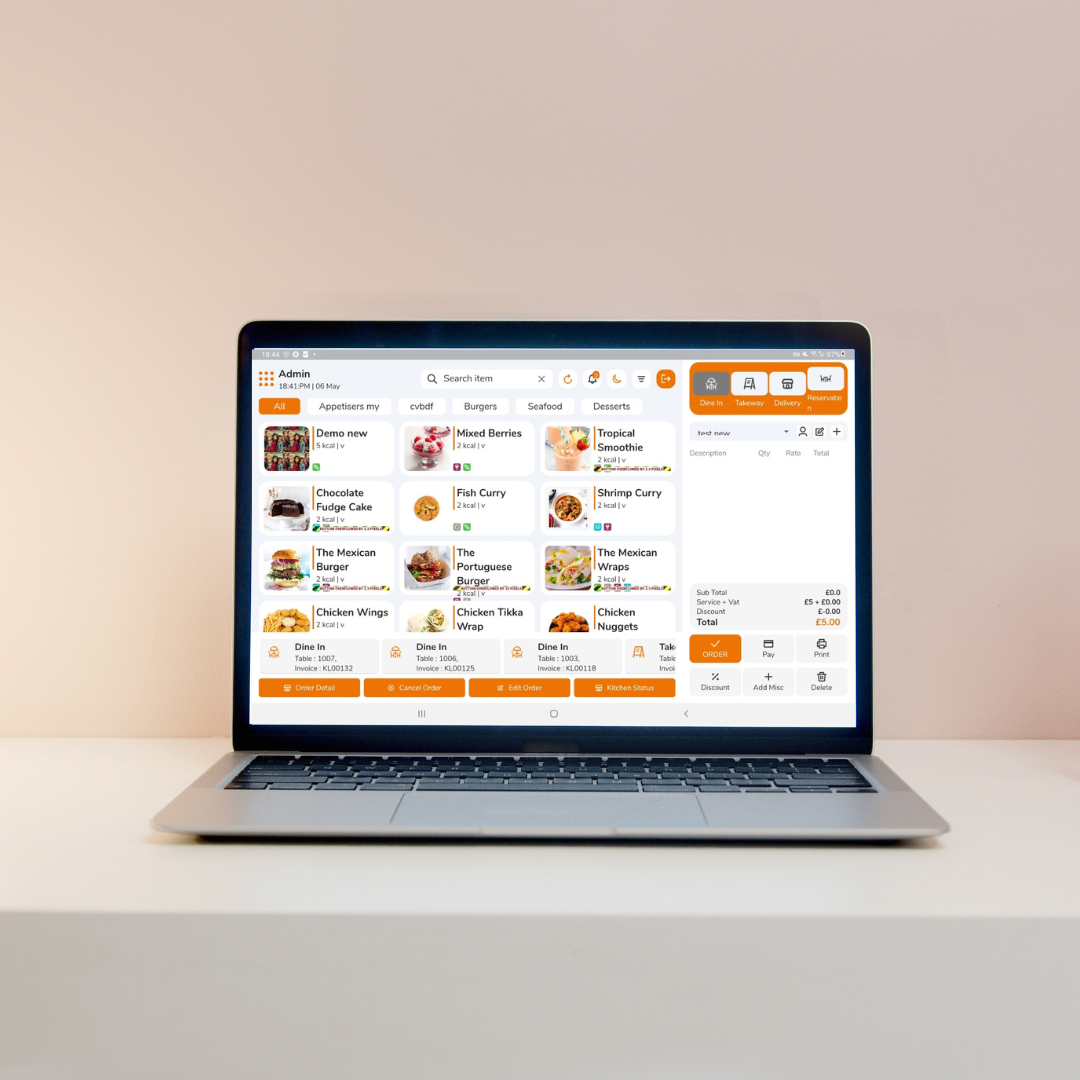 18:44
97%
Admin
18:41:PM | 06 May
Search item
Dine In
Takeway
Delivery
Reservatio
n
All
Appetisers my
cvbdf
Burgers
Seafood
Desserts
test new
Description
Qty
Rate
Total
Demo new
5 kcal | v
Mixed Berries
2 kcal | v
Tropical
Smoothie
2 kcal | v
Chocolate
Fudge Cake
2 kcal | v
Fish Curry
2 kcal | v
Shrimp Curry
2 kcal | v
The Mexican
Burger
2 kcal | v
The
Portuguese
Burger
2 kcal | v
The Mexican
Wraps
2 kcal | v
Chicken Wings
2 kcal | v
Chicken Tikka
Wrap
Chicken
Nuggets
Sub Total £0.0
Service + Vat £5 + £0.00
Discount £-0.00
Total £5.00
Dine In
Table : 1007,
Invoice : KL00132
Dine In
Table : 1006,
Invoice : KL00125
Dine In
Table : 1003,
Invoice : KL00118
Tak
Tabl
Invoi
ORDER
Pay
Print
Discount
Add Misc
Delete
Order Detail
Cancel Order
Edit Order
Kitchen Status